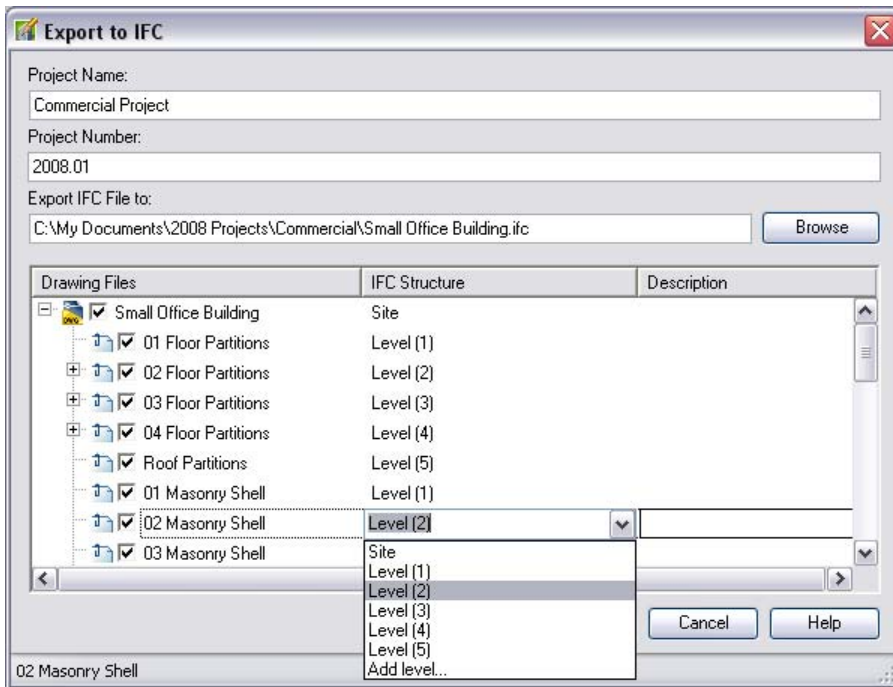 Export to IFC
Project Name:
Commercial Project
Project Number:
2008.01
Export IFC File to:
C:\My Documents\2008 Projects\Commercial\Small Office Building.ifc
Browse
Drawing Files IFC Structure Description
DWG Small Office Building Site
01 Floor Partitions Level (1)
02 Floor Partitions Level (2)
03 Floor Partitions Level (3)
04 Floor Partitions Level (4)
Roof Partitions Level (5)
01 Masonry Shell Level (1)
02 Masonry Shell Level (2)
03 Masonry Shell
Site
Level (1)
Level (2)
Level (3)
Level (4)
Level (5)
Add level...
Cancel Help
02 Masonry Shell